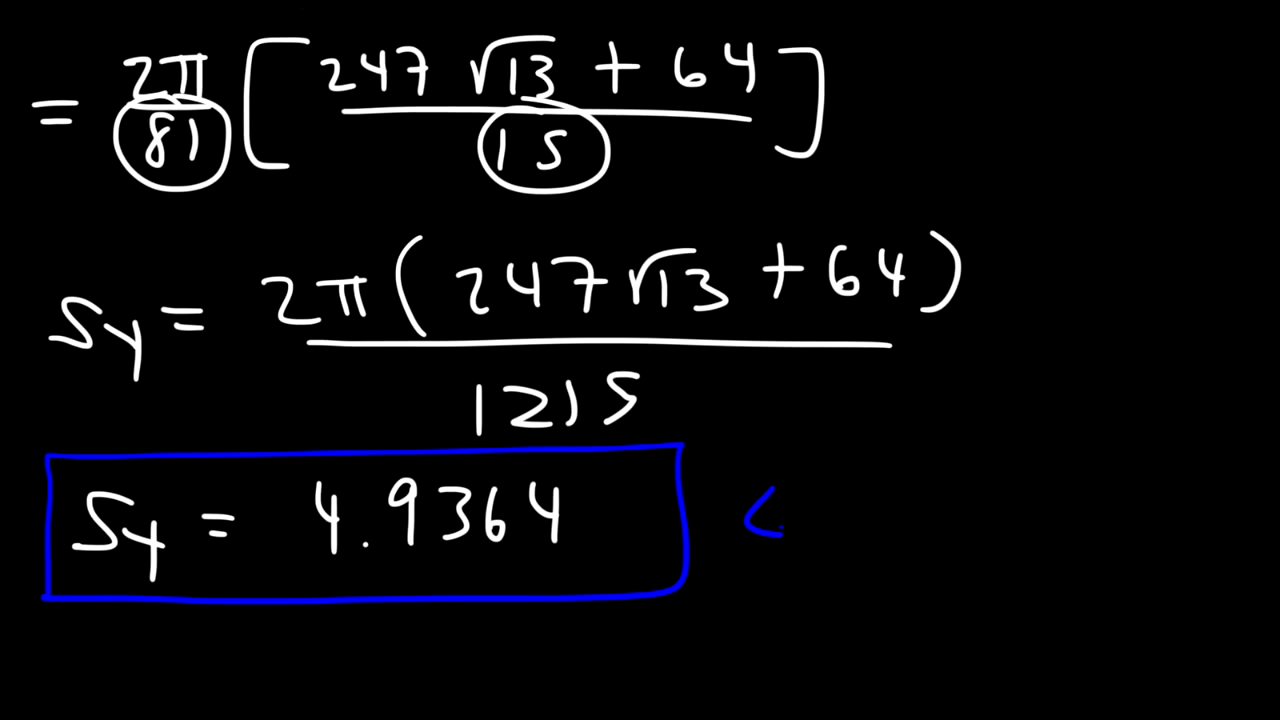 = 2π/81 [ (247 √13 + 64)/15 ]
Sy = 2π(247√13 + 64)/1215
Sy = 4.9364